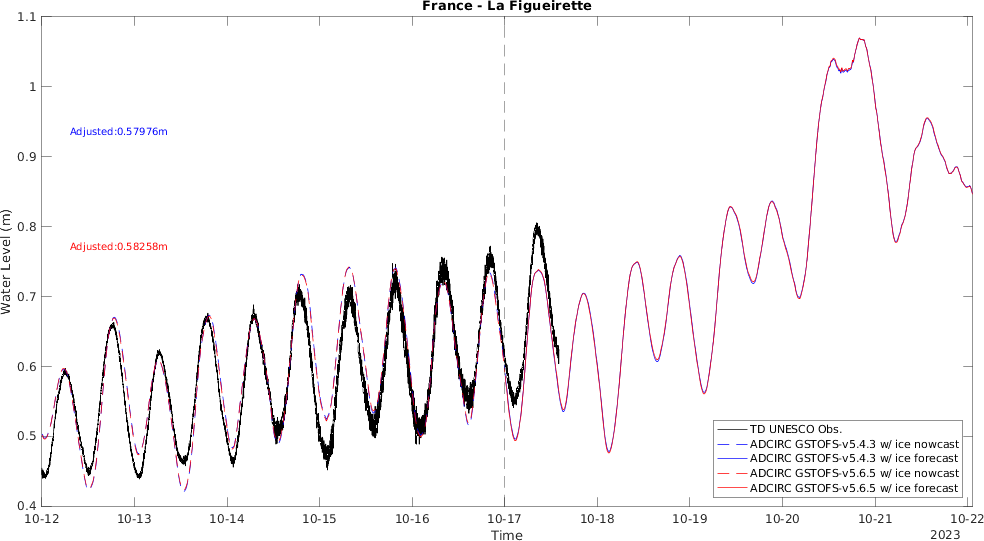 France - La Figueirette
1.1
1
0.9
0.8
0.7
0.6
0.5
0.4
Water Level (m)
Adjusted:0.57976m
Adjusted:0.58258m
TD UNESCO Obs.
ADCIRC GSTOFS-v5.4.3 w/ ice nowcast
ADCIRC GSTOFS-v5.4.3 w/ ice forecast
ADCIRC GSTOFS-v5.6.5 w/ ice nowcast
ADCIRC GSTOFS-v5.6.5 w/ ice forecast
10-12 10-13 10-14 10-15 10-16 10-17 10-18 10-19 10-20 10-21 10-22
Time
2023